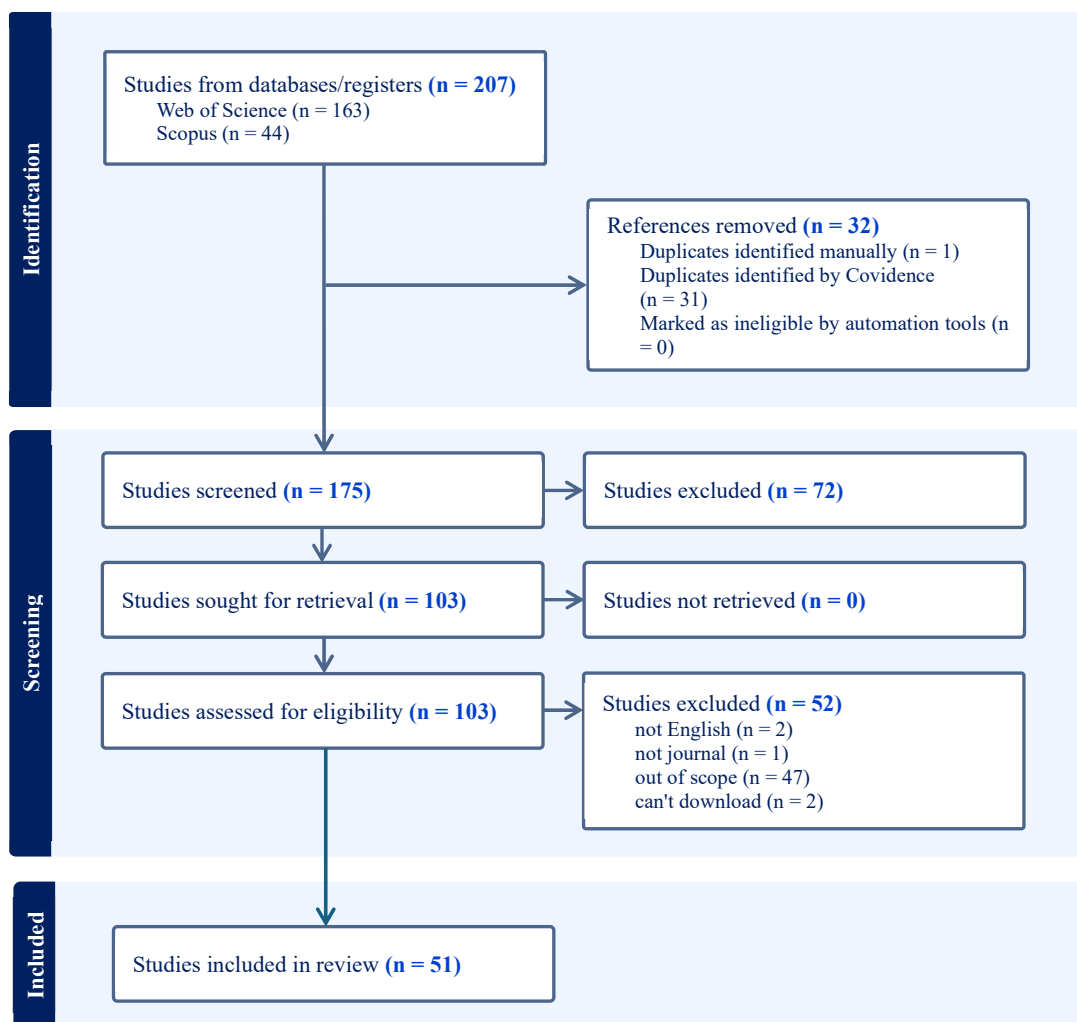 Identification
Studies from databases/registers (n = 207)
Web of Science (n = 163)
Scopus (n = 44)
References removed (n = 32)
Duplicates identified manually (n = 1)
Duplicates identified by Covidence
(n = 31)
Marked as ineligible by automation tools (n
= 0)
Screening
Studies screened (n = 175)
Studies excluded (n = 72)
Studies sought for retrieval (n = 103)
Studies not retrieved (n = 0)
Studies assessed for eligibility (n = 103)
Studies excluded (n = 52)
not English (n = 2)
not journal (n = 1)
out of scope (n = 47)
can't download (n = 2)
Included
Studies included in review (n = 51)